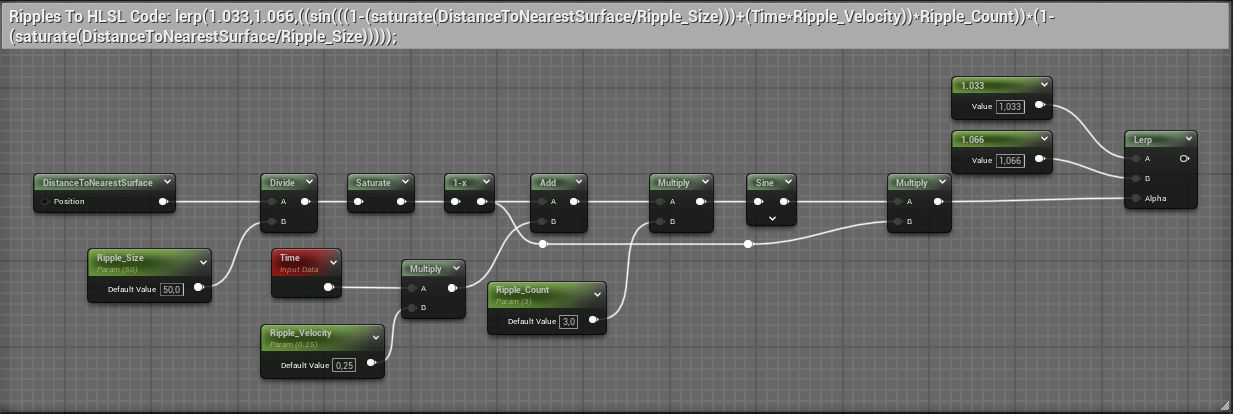 Ripples To HLSL Code: lerp(1.033,1.066,((sin(((1-(saturate(DistanceToNearestSurface/Ripple_Size)))+(Time*Ripple_Velocity))*Ripple_Count))*(1-
(saturate(DistanceToNearestSurface/Ripple_Size)))));
1.033
Value 1,033
1.066
Value 1,066
Lerp
A
B
Alpha
DistanceToNearestSurface
Position
Divide
A
B
Saturate
1-x
Add
A
B
Multiply
A
B
Sine
Multiply
A
B
Ripple_Size
Param (50)
Default Value 50,0
Time
Input Data
Multiply
A
B
Ripple_Count
Param (3)
Default Value 3,0
Ripple_Velocity
Param (0.25)
Default Value 0,25